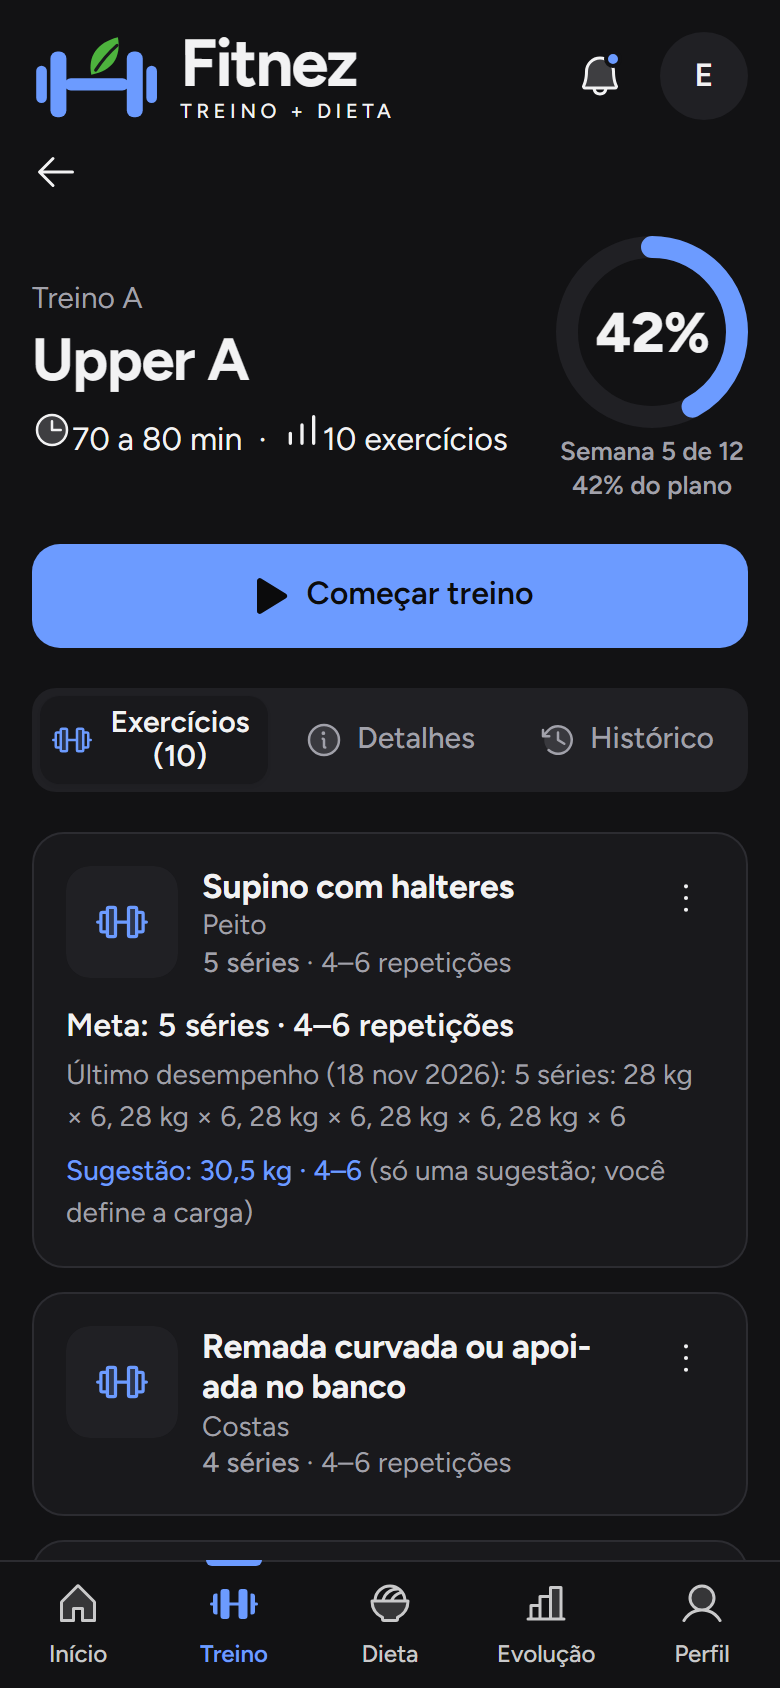 Fitnez
TREINO + DIETA
E
Treino A
Upper A
70 a 80 min · 10 exercícios
42%
Semana 5 de 12
42% do plano
Começar treino
Exercícios
(10)
Detalhes
Histórico
Supino com halteres
Peito
5 séries · 4–6 repetições
Meta: 5 séries · 4–6 repetições
Último desempenho (18 nov 2026): 5 séries: 28 kg
× 6, 28 kg × 6, 28 kg × 6, 28 kg × 6, 28 kg × 6
Sugestão: 30,5 kg · 4–6 (só uma sugestão; você
define a carga)
Remada curvada ou apoi-
ada no banco
Costas
4 séries · 4–6 repetições
Início
Treino
Dieta
Evolução
Perfil